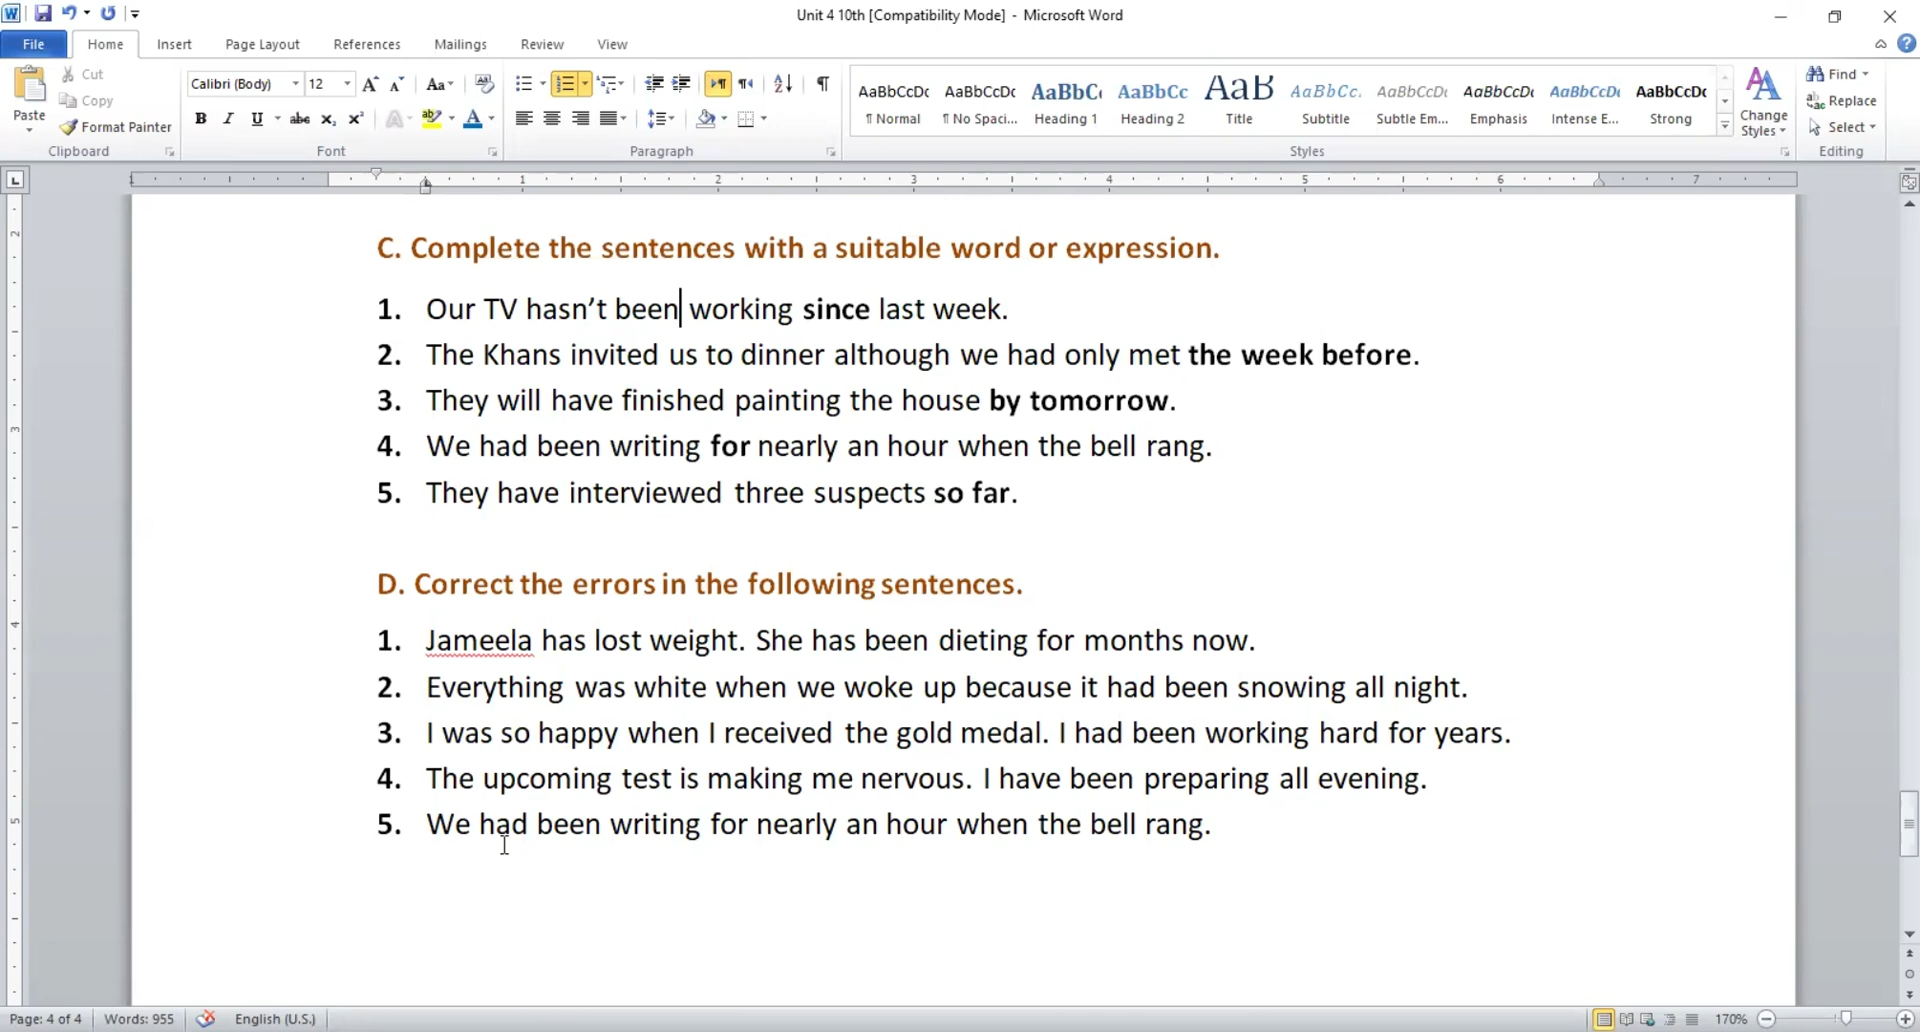 Unit 4 10th [Compatibility Mode] - Microsoft Word
File Home Insert Page Layout References Mailings Review View
Paste
Cut
Copy
Format Painter
Clipboard
Calibri (Body) 12
Font
Paragraph
AaBbCcDc AaBbCcDc AaBbC AaBbCc AaB AaBbCc. AaBbCcDc AaBbCcDc AaBbCcDc AaBbCcDc
¶ Normal ¶ No Spaci... Heading 1 Heading 2 Title Subtitle Subtle Em... Emphasis Intense E... Strong
Styles
Change
Styles
Find
Replace
Select
Editing
1 1 2 3 4 5 6 7
C. Complete the sentences with a suitable word or expression.
1. Our TV hasn’t been working since last week.
2. The Khans invited us to dinner although we had only met the week before.
3. They will have finished painting the house by tomorrow.
4. We had been writing for nearly an hour when the bell rang.
5. They have interviewed three suspects so far.
D. Correct the errors in the following sentences.
1. Jameela has lost weight. She has been dieting for months now.
2. Everything was white when we woke up because it had been snowing all night.
3. I was so happy when I received the gold medal. I had been working hard for years.
4. The upcoming test is making me nervous. I have been preparing all evening.
5. We had been writing for nearly an hour when the bell rang.
Page: 4 of 4 Words: 955 English (U.S.) 170%